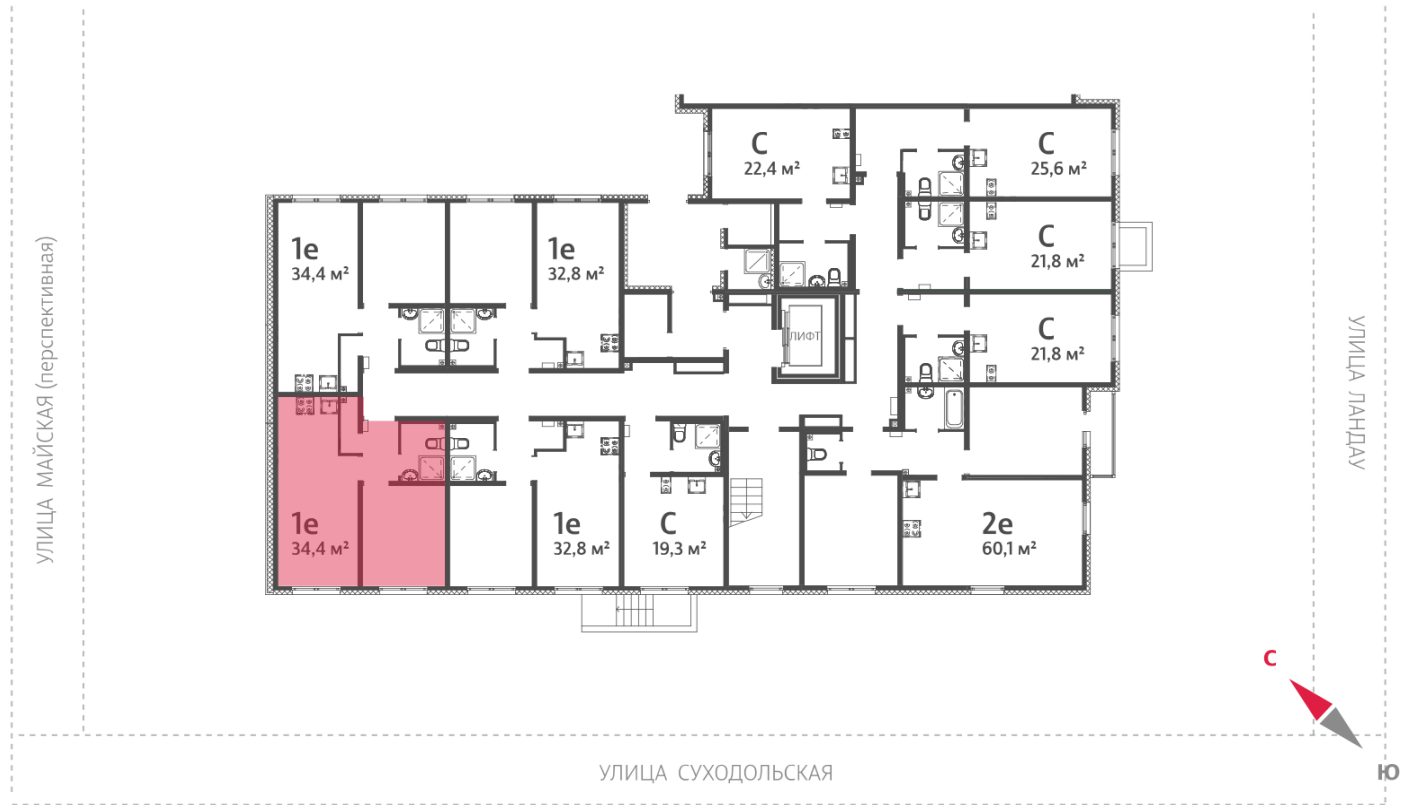 С
22,4 м²
С
25,6 м²
1е
34,4 м²
1е
32,8 м²
С
21,8 м²
ЛИФТ
С
21,8 м²
1е
34,4 м²
1е
32,8 м²
С
19,3 м²
2е
60,1 м²
УЛИЦА МАЙСКАЯ (перспективная)
УЛИЦА ЛАНДАУ
С
Ю
УЛИЦА СУХОДОЛЬСКАЯ